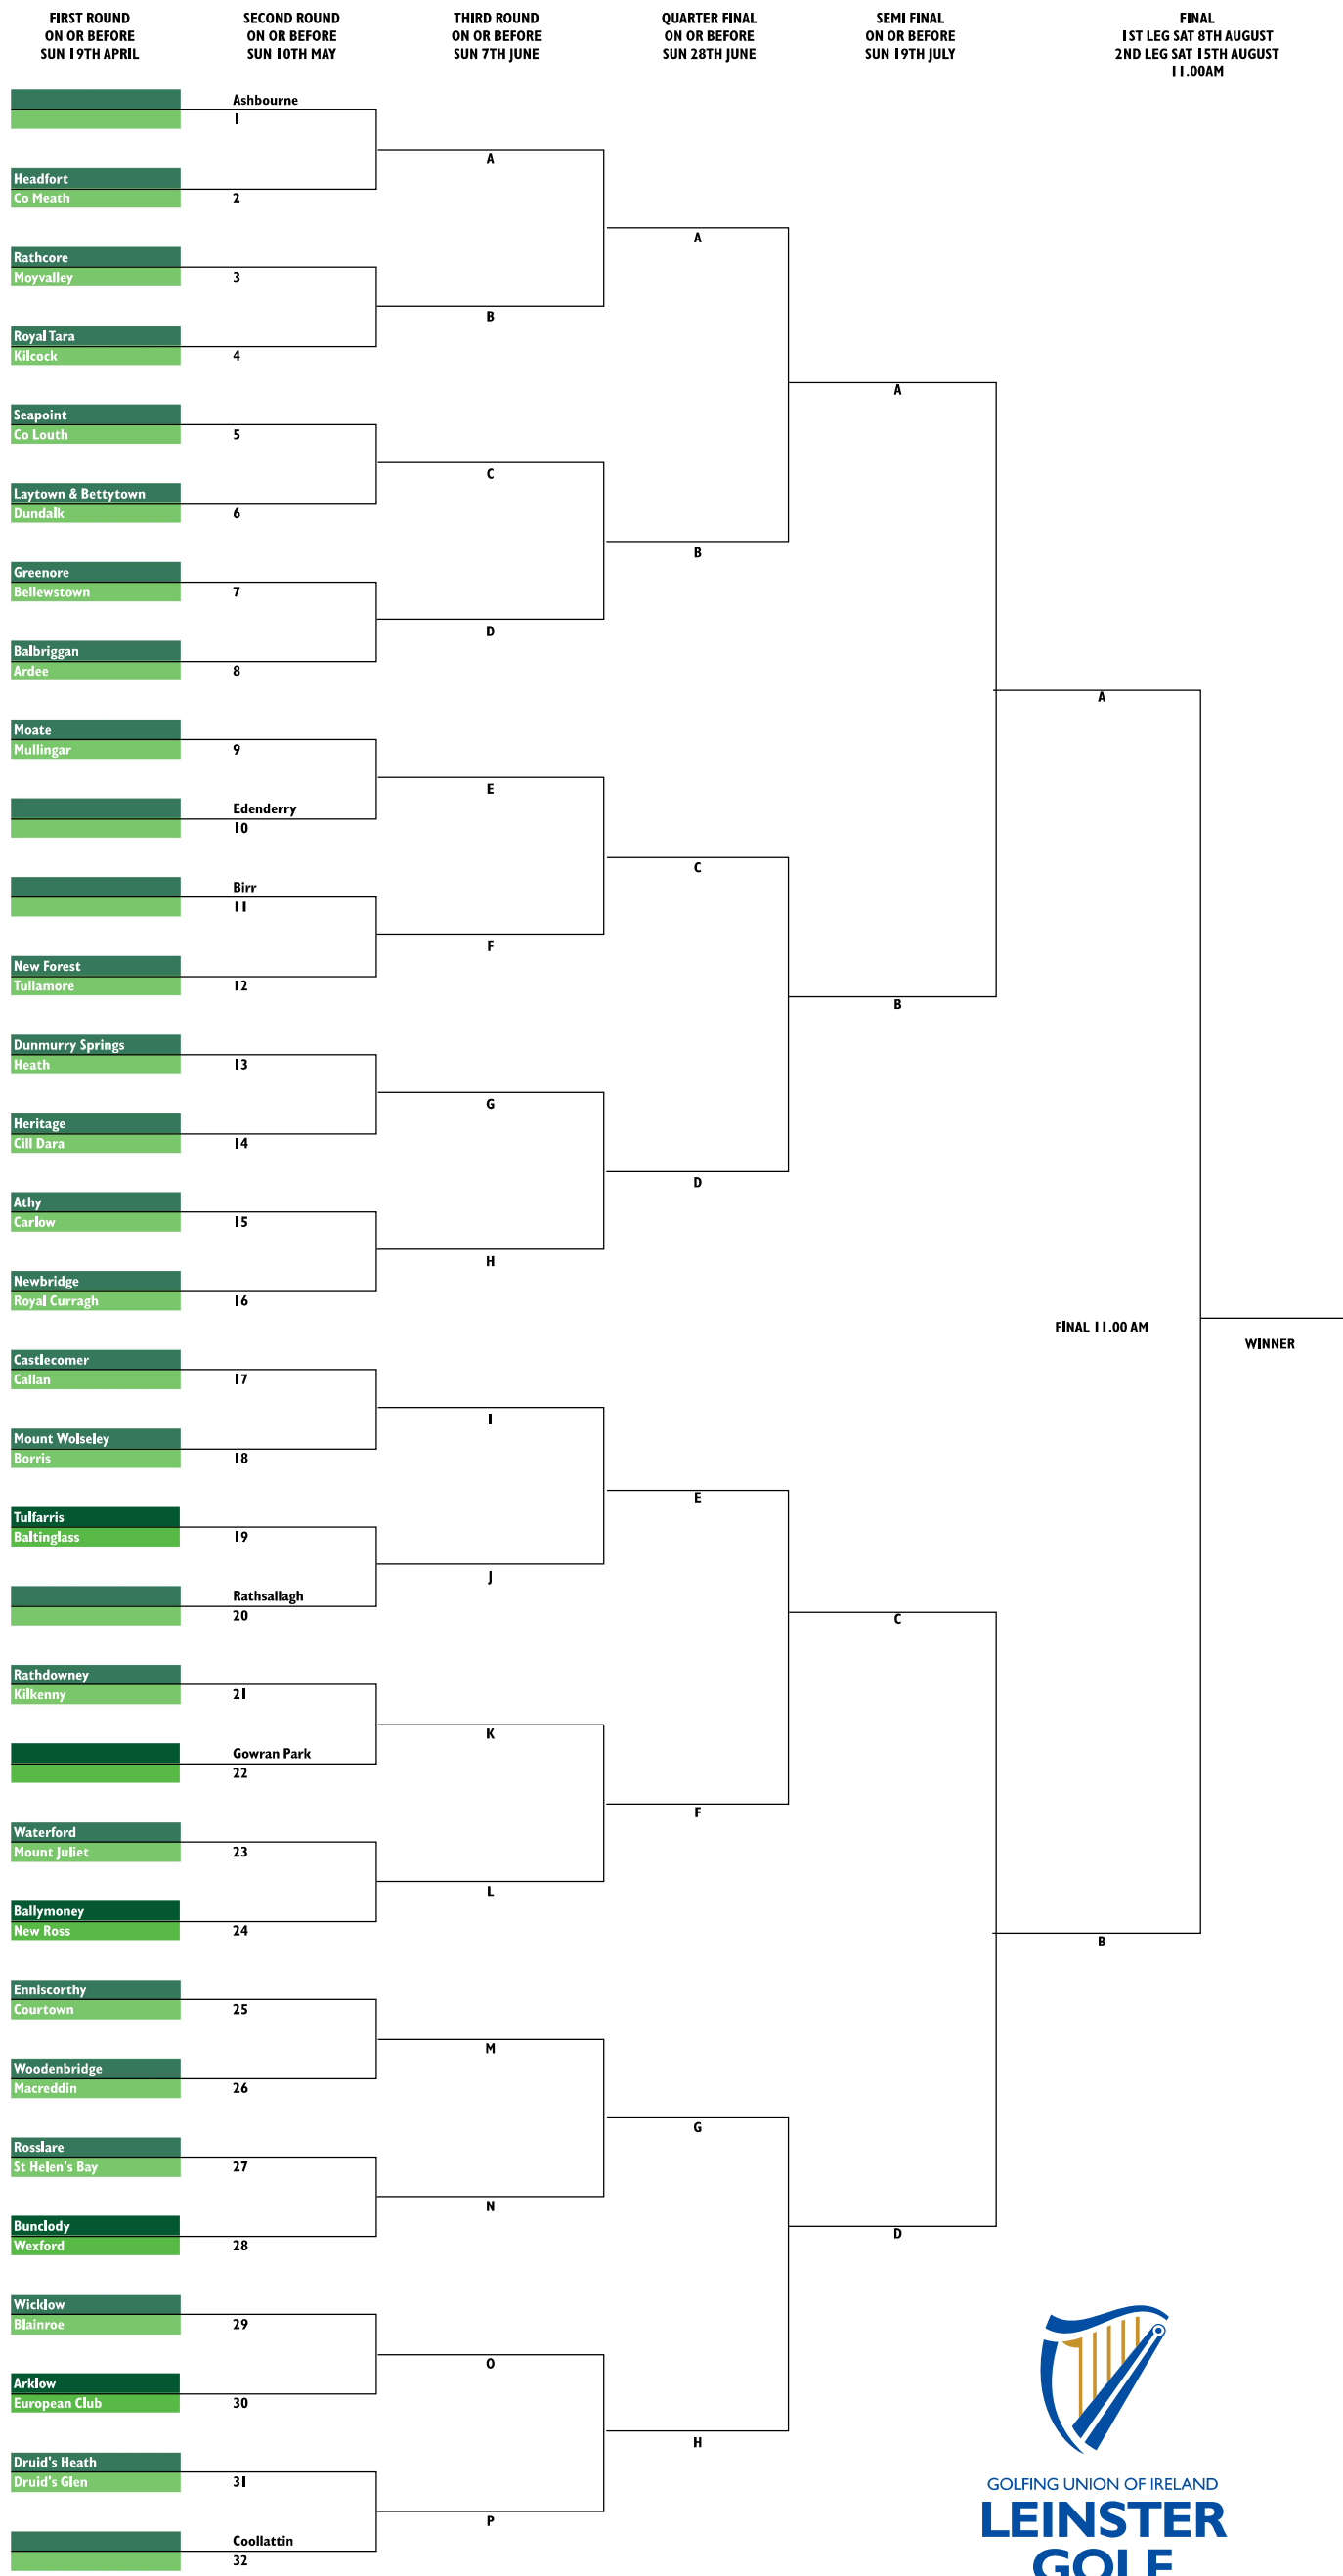 FIRST ROUND
ON OR BEFORE
SUN 19TH APRIL
SECOND ROUND
ON OR BEFORE
SUN 10TH MAY
THIRD ROUND
ON OR BEFORE
SUN 7TH JUNE
QUARTER FINAL
ON OR BEFORE
SUN 28TH JUNE
SEMI FINAL
ON OR BEFORE
SUN 19TH JULY
FINAL
1ST LEG SAT 8TH AUGUST
2ND LEG SAT 15TH AUGUST
11.00AM
Ashbourne
1
Headfort
Co Meath
2
Rathcore
Moyvalley
3
Royal Tara
Kilcock
4
Seapoint
Co Louth
5
Laytown & Bettytown
Dundalk
6
Greenore
Bellewstown
7
Balbriggan
Ardee
8
Moate
Mullingar
9
Edenderry
10
Birr
11
New Forest
Tullamore
12
Dunmurry Springs
Heath
13
Heritage
Cill Dara
14
Athy
Carlow
15
Newbridge
Royal Curragh
16
Castlecomer
Callan
17
Mount Wolseley
Borris
18
Tulfarris
Baltinglass
19
Rathsallagh
20
Rathdowney
Kilkenny
21
Gowran Park
22
Waterford
Mount Juliet
23
Ballymoney
New Ross
24
Enniscorthy
Courtown
25
Woodenbridge
Macreddin
26
Rosslare
St Helen's Bay
27
Bunclody
Wexford
28
Wicklow
Blainroe
29
Arklow
European Club
30
Druid's Heath
Druid's Glen
31
Coollattin
32
A
B
C
D
E
F
G
H
I
J
K
L
M
N
O
P
A
B
C
D
E
F
G
H
A
B
C
D
A
B
FINAL 11.00 AM
WINNER
GOLFING UNION OF IRELAND
LEINSTER
GOLF